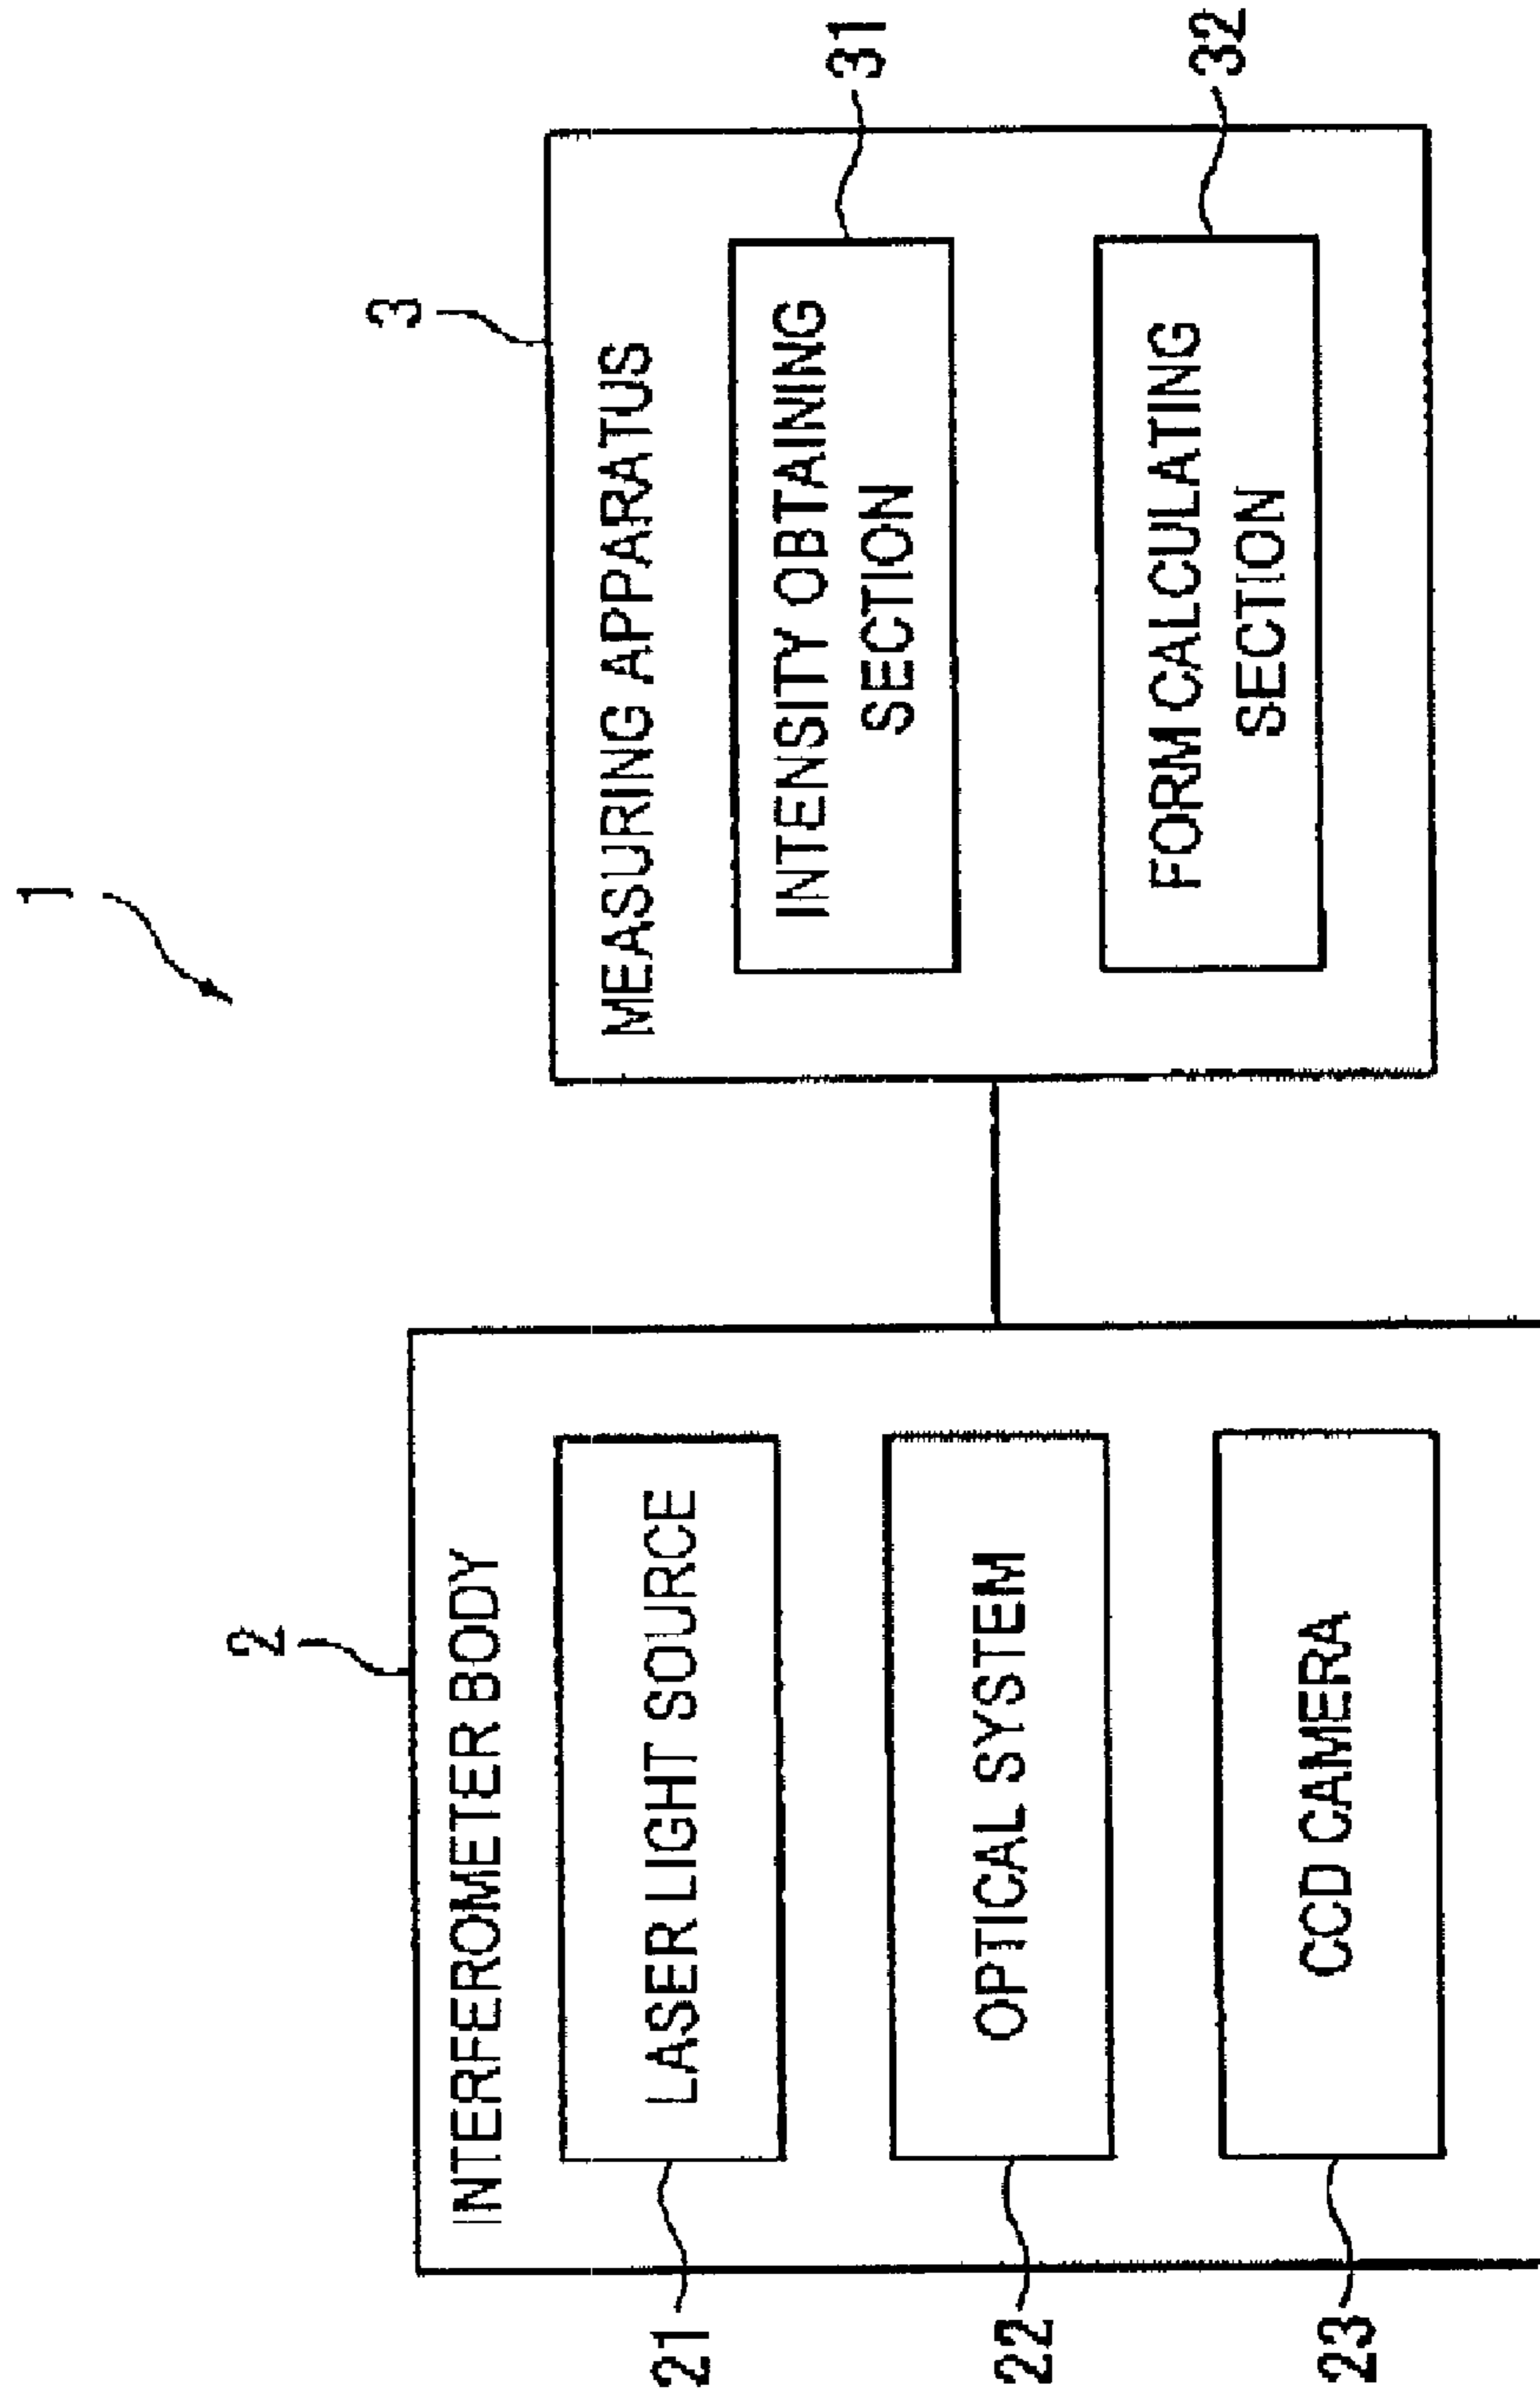 1
2
INTERFEROMETER BODY
21
LASER LIGHT SOURCE
22
OPTICAL SYSTEM
23
CCD CAMERA
3
MEASURING APPARATUS
INTENSITY OBTAINING
SECTION
31
FORM CALCULATING
SECTION
32